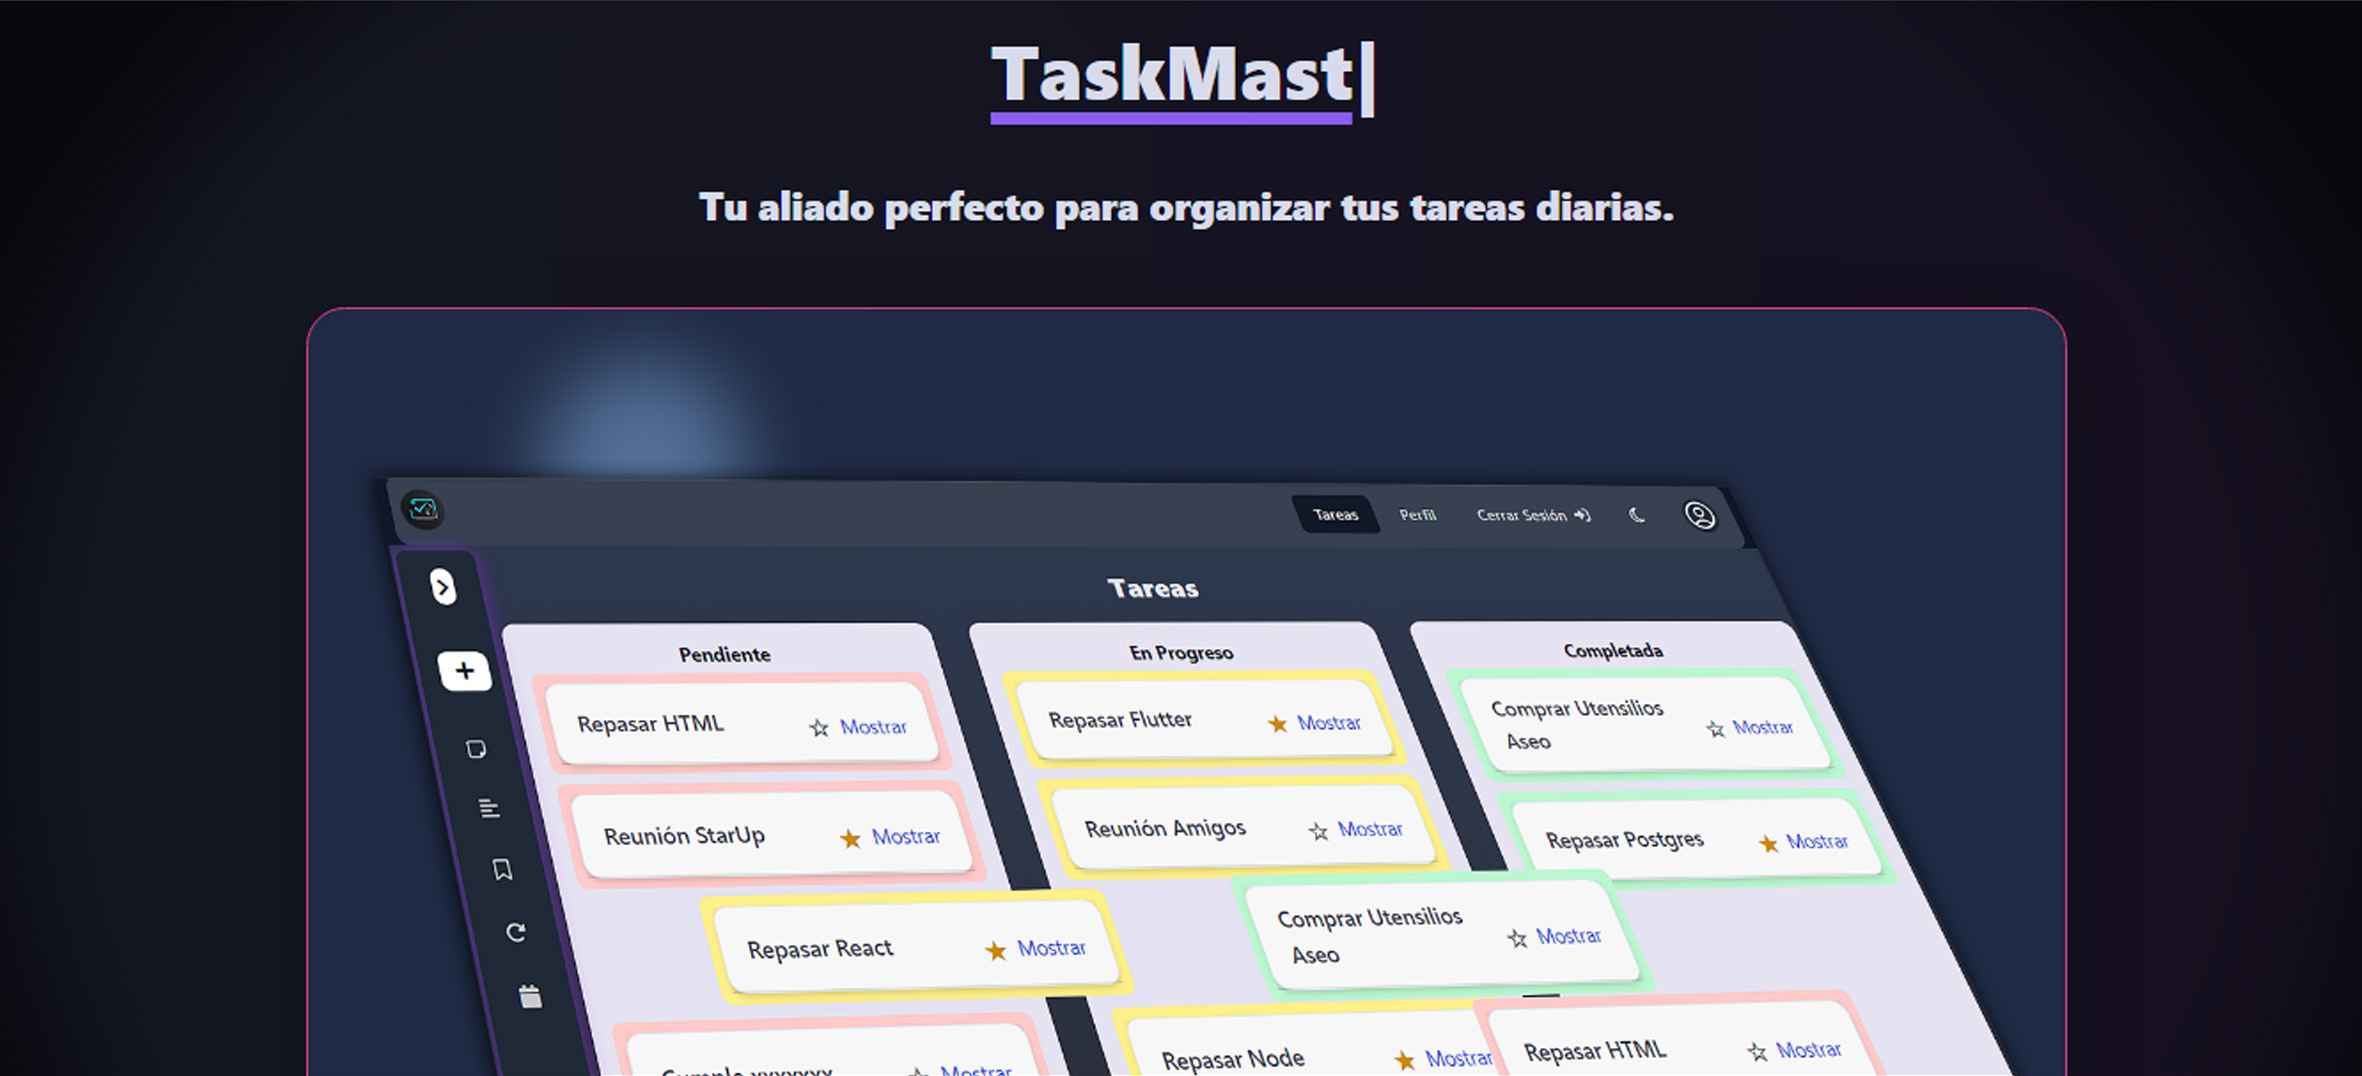 TaskMast|
Tu aliado perfecto para organizar tus tareas diarias.
Tareas
Perfil
Cerrar Sesión
Tareas
Pendiente
En Progreso
Completada
Repasar HTML
Mostrar
Repasar Flutter
Mostrar
Comprar Utensilios
Aseo
Mostrar
Reunión StarUp
Mostrar
Reunión Amigos
Mostrar
Repasar Postgres
Mostrar
Repasar React
Mostrar
Comprar Utensilios
Aseo
Mostrar
Repasar Node
Mostrar
Repasar HTML
Mostrar
Mostrar